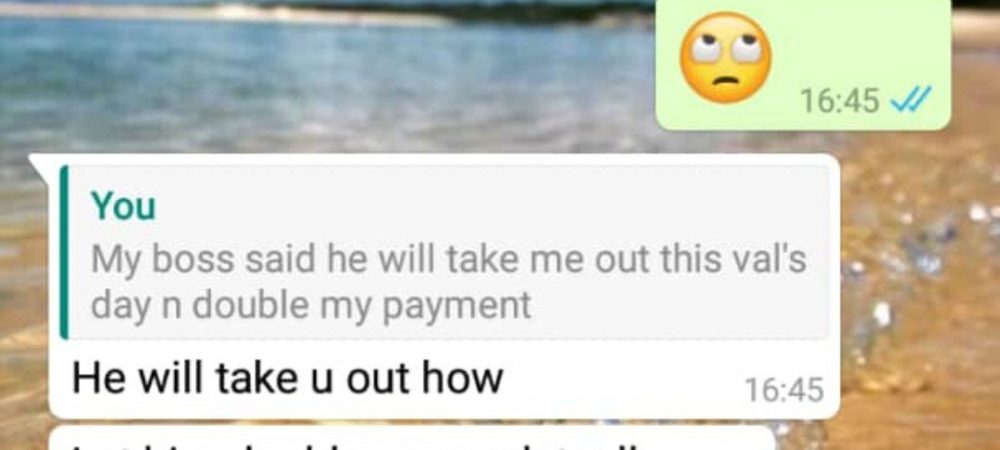 16:45
You
My boss said he will take me out this val's
day n double my payment
He will take u out how
16:45